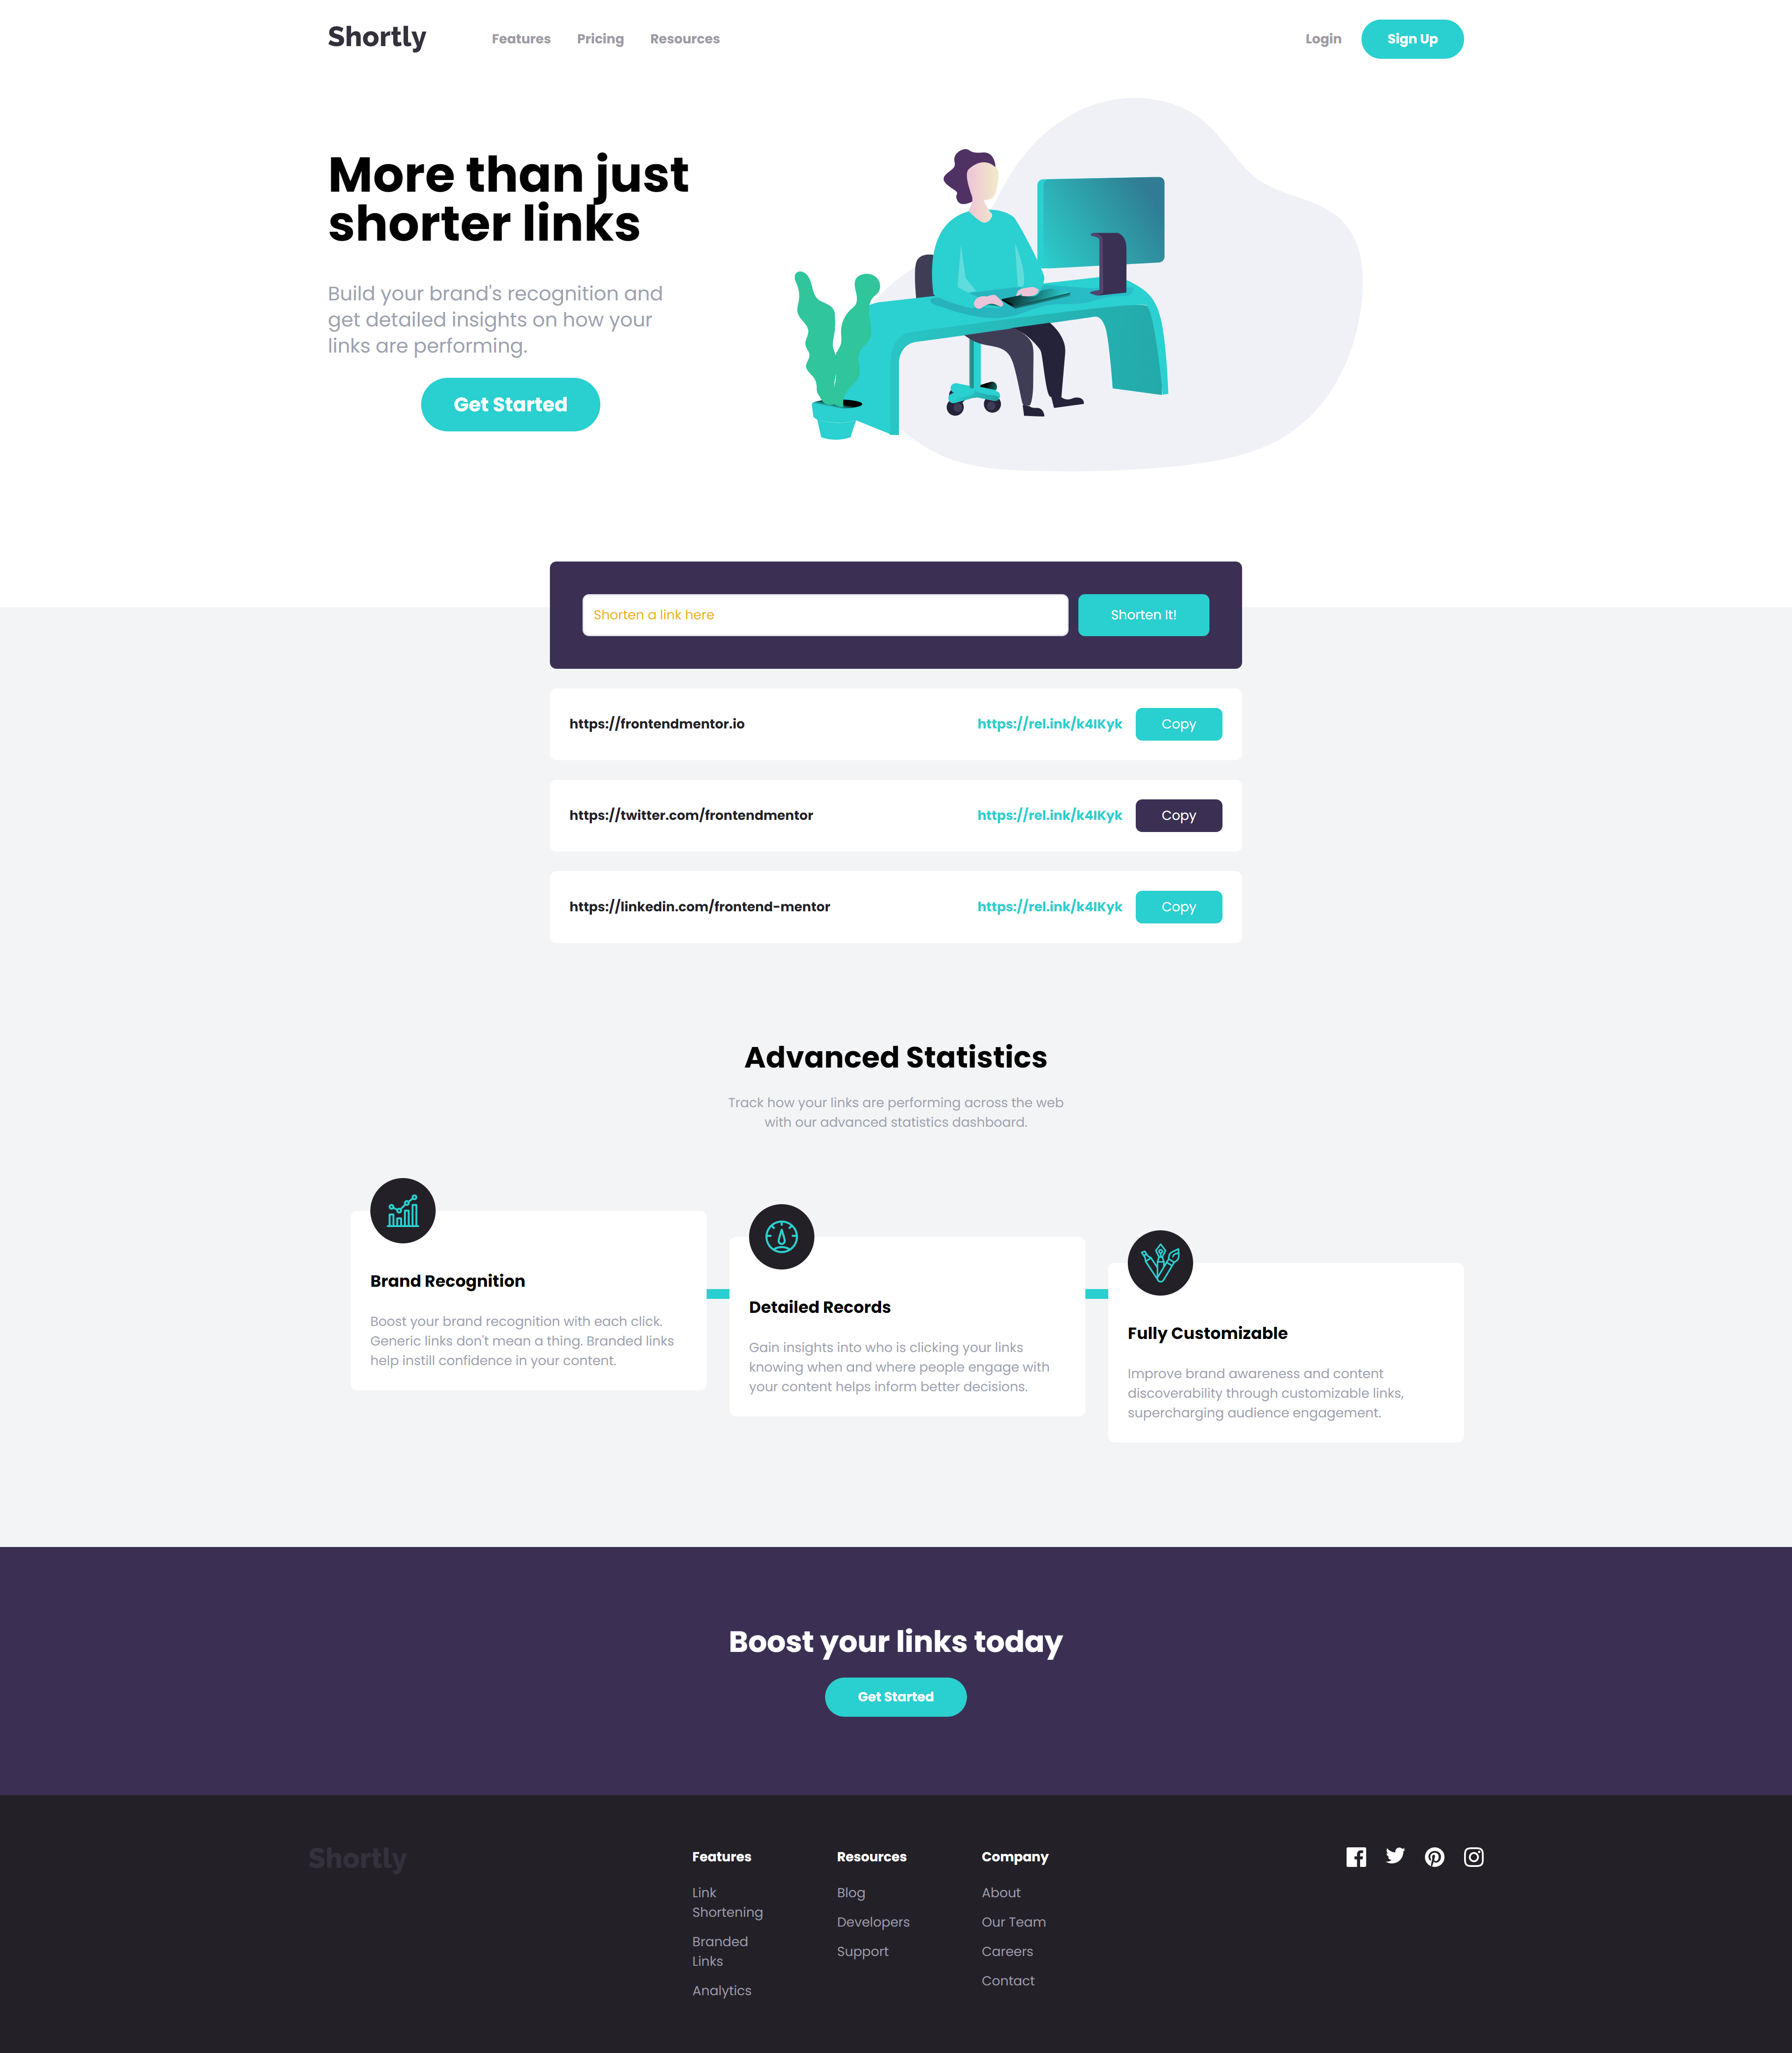 Shortly
Features
Pricing
Resources
Login
Sign Up
More than just
shorter links
Build your brand's recognition and
get detailed insights on how your
links are performing.
Get Started
Shorten a link here
Shorten It!
https://frontendmentor.io
https://rel.ink/k4IKyk
Copy
https://twitter.com/frontendmentor
https://rel.ink/k4IKyk
Copy
https://linkedin.com/frontend-mentor
https://rel.ink/k4IKyk
Copy
Advanced Statistics
Track how your links are performing across the web
with our advanced statistics dashboard.
Brand Recognition
Boost your brand recognition with each click.
Generic links don't mean a thing. Branded links
help instill confidence in your content.
Detailed Records
Gain insights into who is clicking your links
knowing when and where people engage with
your content helps inform better decisions.
Fully Customizable
Improve brand awareness and content
discoverability through customizable links,
supercharging audience engagement.
Boost your links today
Get Started
Shortly
Features
Link
Shortening
Branded
Links
Analytics
Resources
Blog
Developers
Support
Company
About
Our Team
Careers
Contact